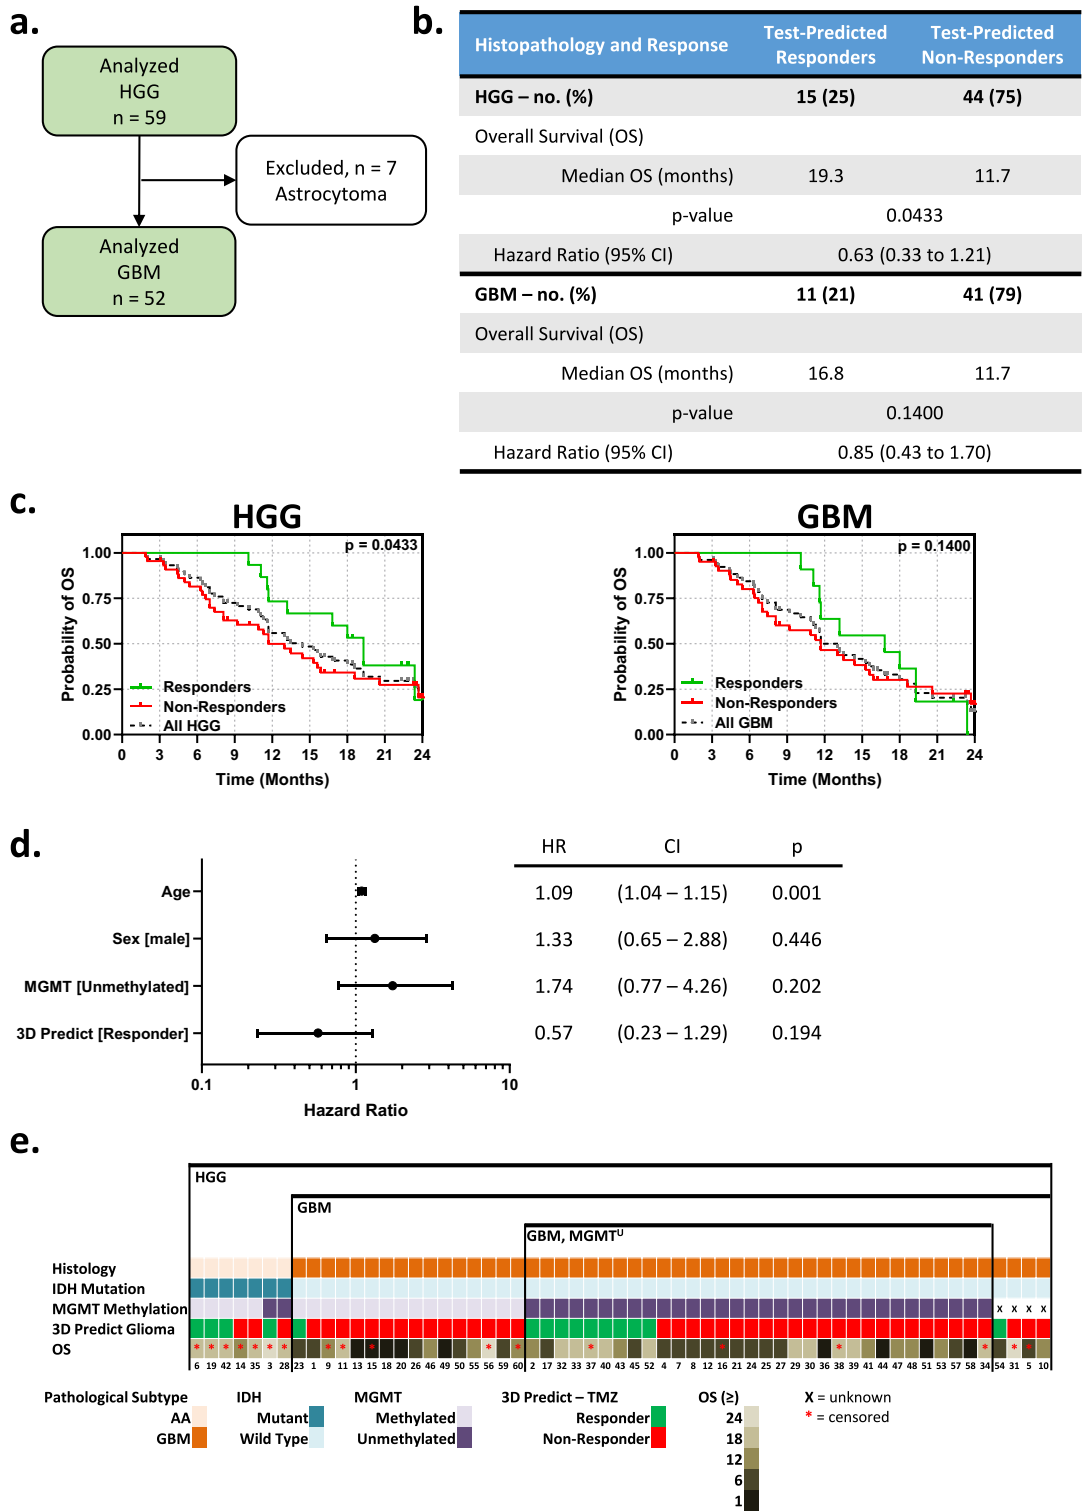 a.
Analyzed
HGG
n = 59
Excluded, n = 7
Astrocytoma
Analyzed
GBM
n = 52
b.
Histopathology and Response Test-Predicted Responders Test-Predicted Non-Responders
HGG – no. (%) 15 (25) 44 (75)
Overall Survival (OS)
Median OS (months) 19.3 11.7
p-value 0.0433
Hazard Ratio (95% CI) 0.63 (0.33 to 1.21)
GBM – no. (%) 11 (21) 41 (79)
Overall Survival (OS)
Median OS (months) 16.8 11.7
p-value 0.1400
Hazard Ratio (95% CI) 0.85 (0.43 to 1.70)
c.
HGG
p = 0.0433
Probability of OS
1.00
0.75
0.50
0.25
0.00
Responders
Non-Responders
All HGG
0 3 6 9 12 15 18 21 24
Time (Months)
GBM
p = 0.1400
Probability of OS
1.00
0.75
0.50
0.25
0.00
Responders
Non-Responders
All GBM
0 3 6 9 12 15 18 21 24
Time (Months)
d.
HR CI p
Age 1.09 (1.04 – 1.15) 0.001
Sex [male] 1.33 (0.65 – 2.88) 0.446
MGMT [Unmethylated] 1.74 (0.77 – 4.26) 0.202
3D Predict [Responder] 0.57 (0.23 – 1.29) 0.194
0.1 1 10
Hazard Ratio
e.
HGG
GBM
GBM, MGMTᵁ
Histology
IDH Mutation
MGMT Methylation X X X X
3D Predict Glioma
OS * * * * * * * * * * * * * * * * * *
6 19 42 14 35 3 28 23 1 9 11 13 15 18 20 26 46 49 50 55 56 60 2 17 32 33 37 40 43 45 52 4 7 8 12 16 22 24 25 27 29 30 36 38 39 41 44 47 48 51 53 57 58 34 54 31 5 10
Pathological Subtype
AA
GBM
IDH
Mutant
Wild Type
MGMT
Methylated
Unmethylated
3D Predict – TMZ
Responder
Non-Responder
OS (≥)
24
18
12
6
1
X = unknown
* = censored